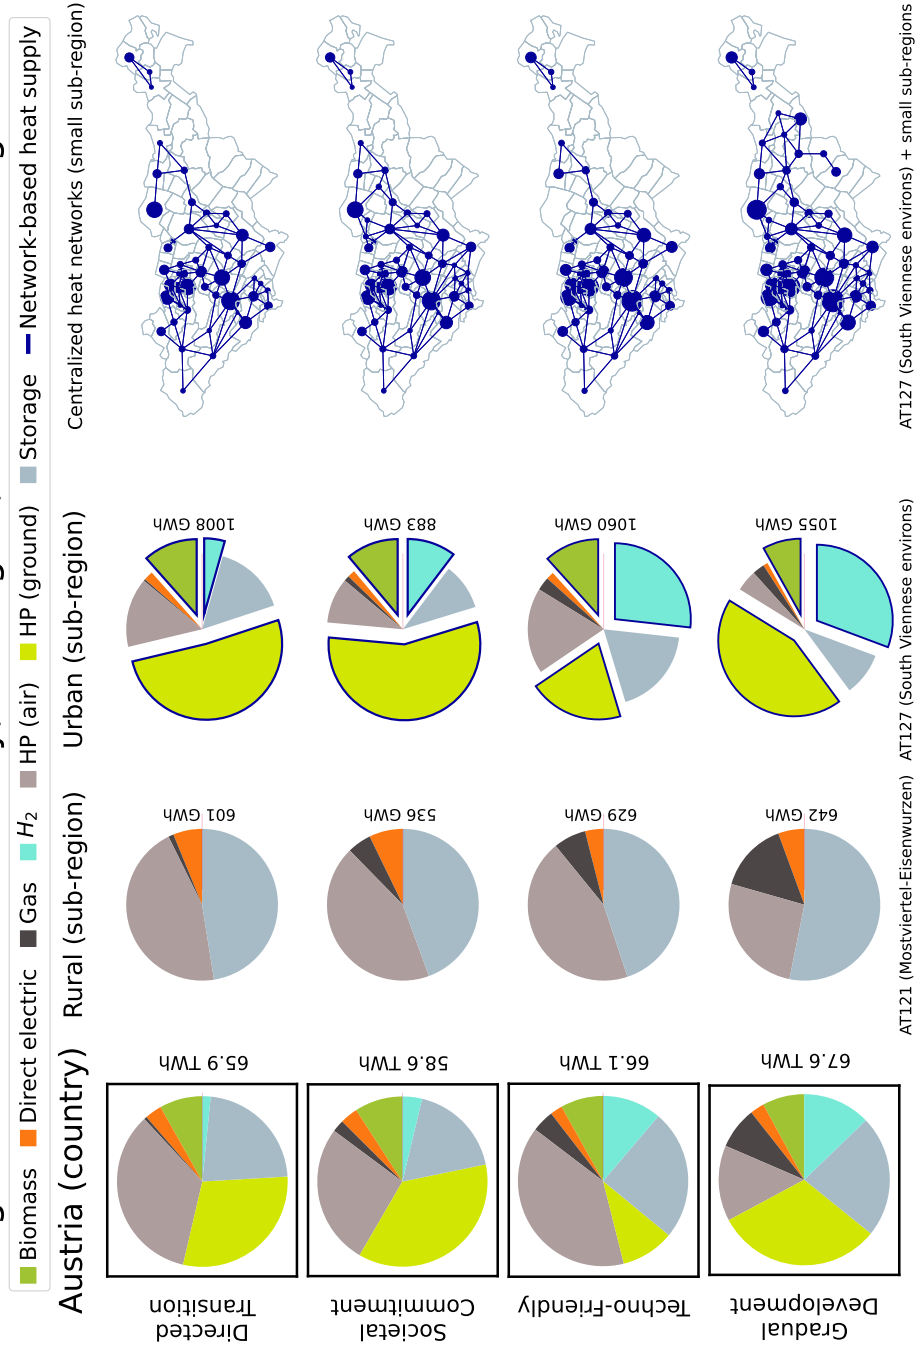 Biomass
Direct electric
Gas
H2
HP (air)
HP (ground)
Storage
Network-based heat supply
Austria (country)
Rural (sub-region)
Urban (sub-region)
Centralized heat networks (small sub-region)
Directed
Transition
65.9 TWh
601 GWh
1008 GWh
Societal
Commitment
58.6 TWh
536 GWh
883 GWh
Techno-Friendly
66.1 TWh
629 GWh
1060 GWh
Gradual
Development
67.6 TWh
642 GWh
1055 GWh
AT121 (Mostviertel-Eisenwurzen)
AT127 (South Viennese environs)
AT127 (South Viennese environs) + small sub-regions